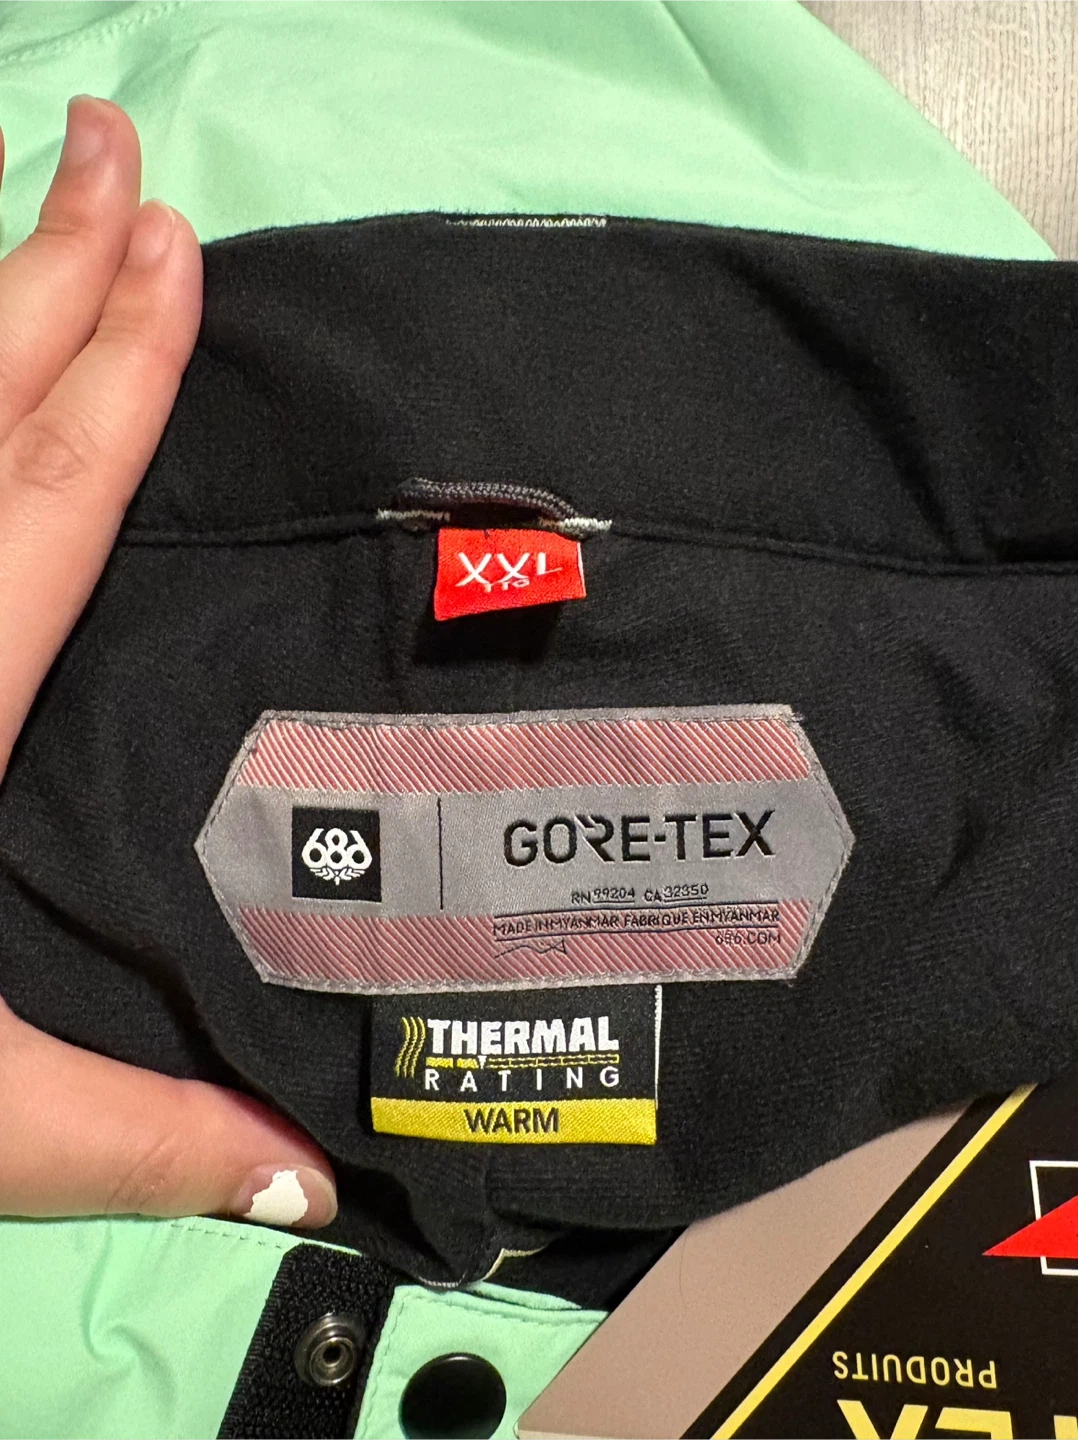 XXL
TTG
686
GORE-TEX
RN 99204 CA 32350
MADE IN MYANMAR FABRIQUE EN MYANMAR
686.COM
THERMAL
RATING
WARM
PRODUITS